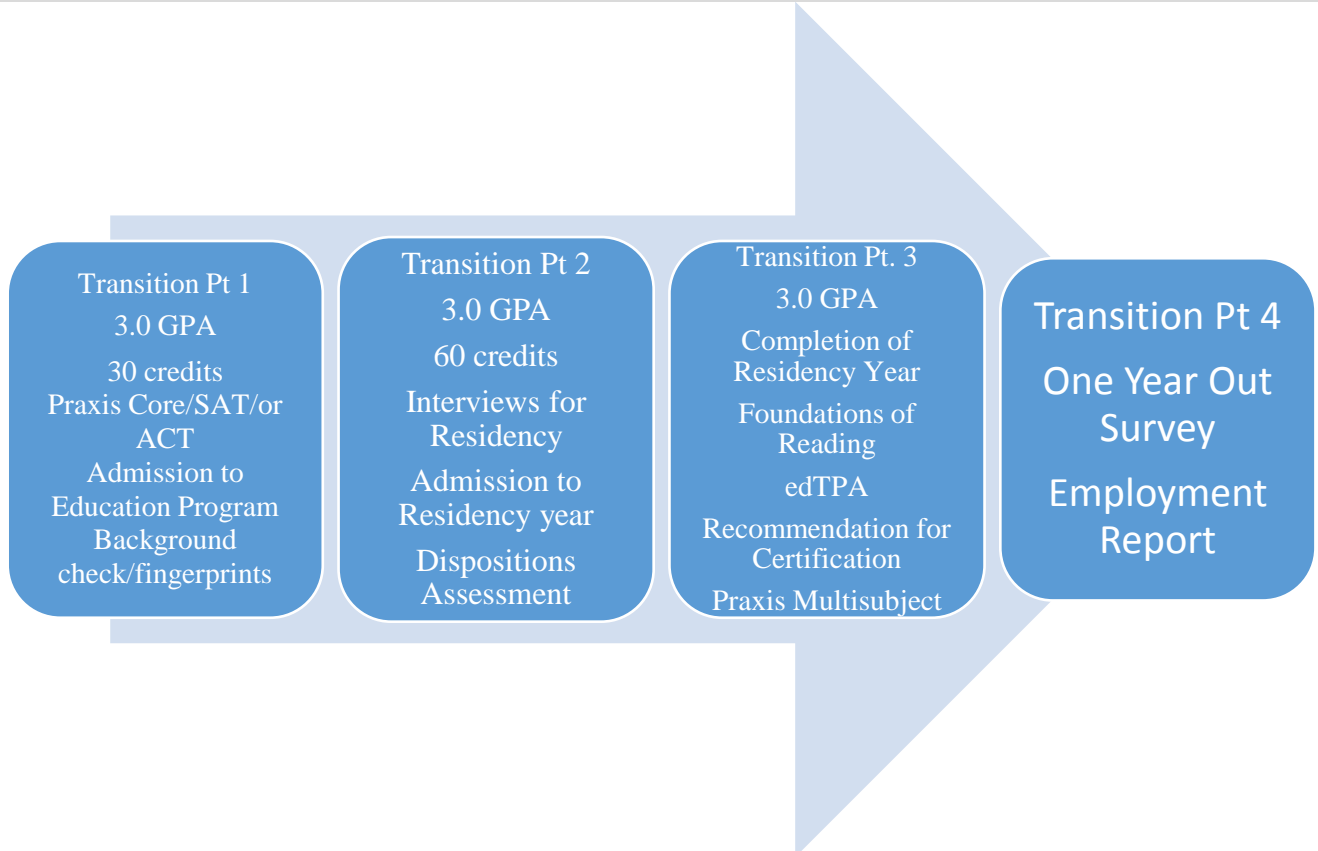 Transition Pt 1
3.0 GPA
30 credits
Praxis Core/SAT/or
ACT
Admission to
Education Program
Background
check/fingerprints
Transition Pt 2
3.0 GPA
60 credits
Interviews for
Residency
Admission to
Residency year
Dispositions
Assessment
Transition Pt. 3
3.0 GPA
Completion of
Residency Year
Foundations of
Reading
edTPA
Recommendation for
Certification
Praxis Multisubject
Transition Pt 4
One Year Out
Survey
Employment
Report